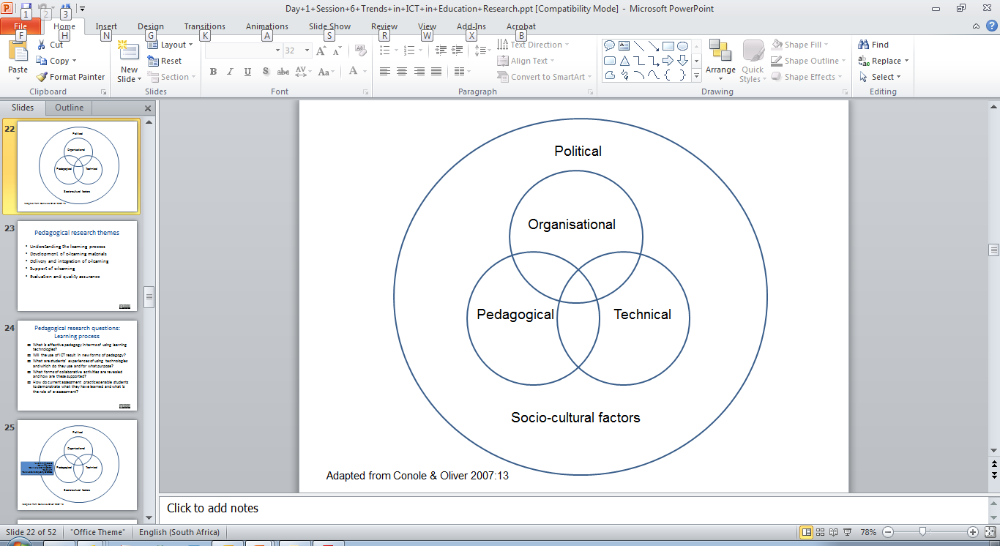 Day+1+Session+6+Trends+in+ICT+in+Education+Research.ppt [Compatibility Mode] - Microsoft PowerPoint
1 2 3
File Home Insert Design Transitions Animations Slide Show Review View Add-Ins Acrobat
F H N G K A S R W X B
Paste
Cut
Copy
Format Painter
Clipboard
New
Slide
Layout
Reset
Section
Slides
32
B I U S abc AV Aa A
Font
Text Direction
Align Text
Convert to SmartArt
Paragraph
Arrange
Quick
Styles
Shape Fill
Shape Outline
Shape Effects
Drawing
Find
Replace
Select
Editing
Slides Outline
22
Political
Organisational
Pedagogical Technical
Socio-cultural factors
Adapted from Conole & Oliver 2007:13
23
Pedagogical research themes
• Understanding the learning process
• Development of e-learning materials
• Delivery and integration of e-learning
• Support of e-learning
• Evaluation and quality assurance
24
Pedagogical research questions:
Learning process
What is effective pedagogy in terms of using learning
technologies?
Will the use of ICT result in new forms of pedagogy?
What are students' experiences of using technologies
and which do they use and for what purpose?
What forms of collaborative activities are revealed
and how are these supported?
How do current assessment practices enable students
to demonstrate what they have learned and what is
the role of e-assessment?
25
Political
Organisational
Pedagogical Technical
Socio-cultural factors
Political
Organisational
Pedagogical Technical
Socio-cultural factors
Adapted from Conole & Oliver 2007:13
Click to add notes
Slide 22 of 52 "Office Theme" English (South Africa) 78%